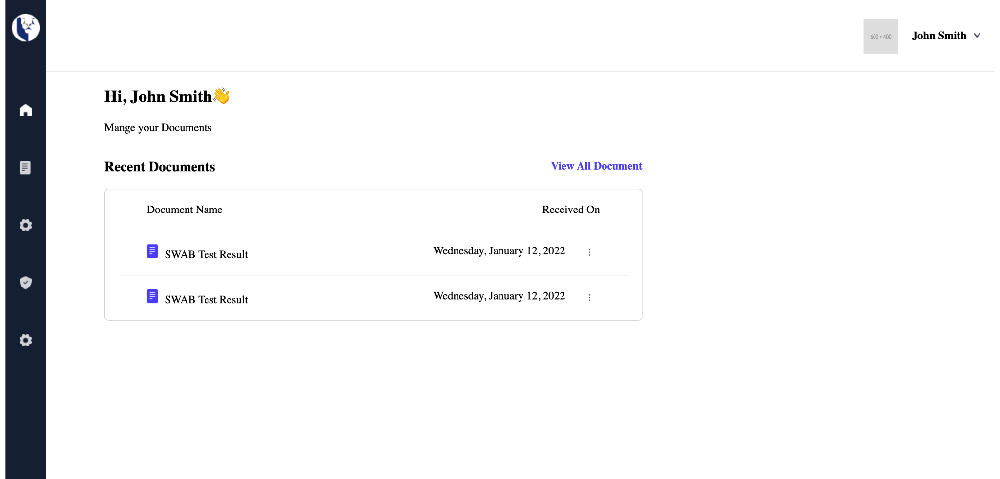 600 × 400
John Smith
Hi, John Smith👋
Mange your Documents
Recent Documents
View All Document
Document Name
Received On
SWAB Test Result
Wednesday, January 12, 2022
SWAB Test Result
Wednesday, January 12, 2022